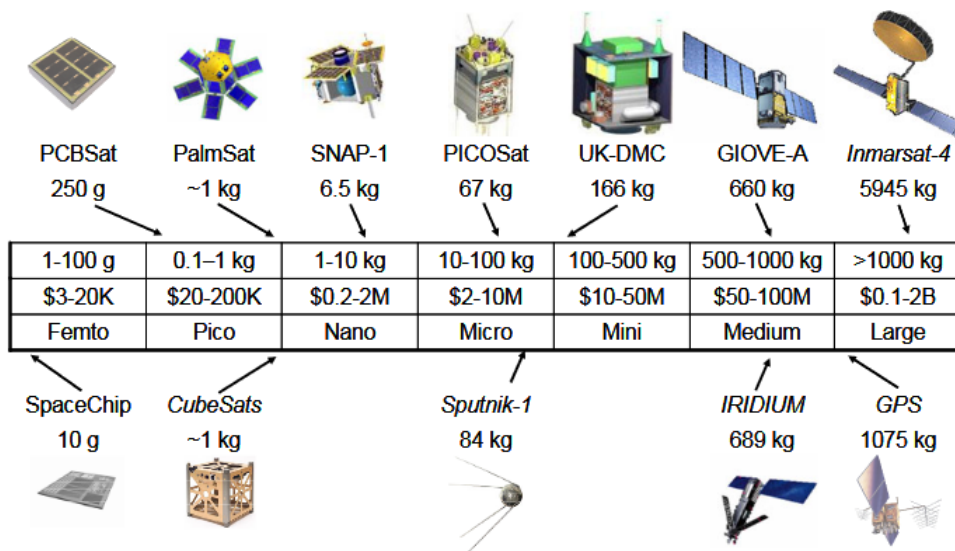 PCBSat PalmSat SNAP-1 PICOSat UK-DMC GIOVE-A Inmarsat-4
250 g ~1 kg 6.5 kg 67 kg 166 kg 660 kg 5945 kg
1-100 g 0.1–1 kg 1-10 kg 10-100 kg 100-500 kg 500-1000 kg >1000 kg
$3-20K $20-200K $0.2-2M $2-10M $10-50M $50-100M $0.1-2B
Femto Pico Nano Micro Mini Medium Large
SpaceChip CubeSats Sputnik-1 IRIDIUM GPS
10 g ~1 kg 84 kg 689 kg 1075 kg